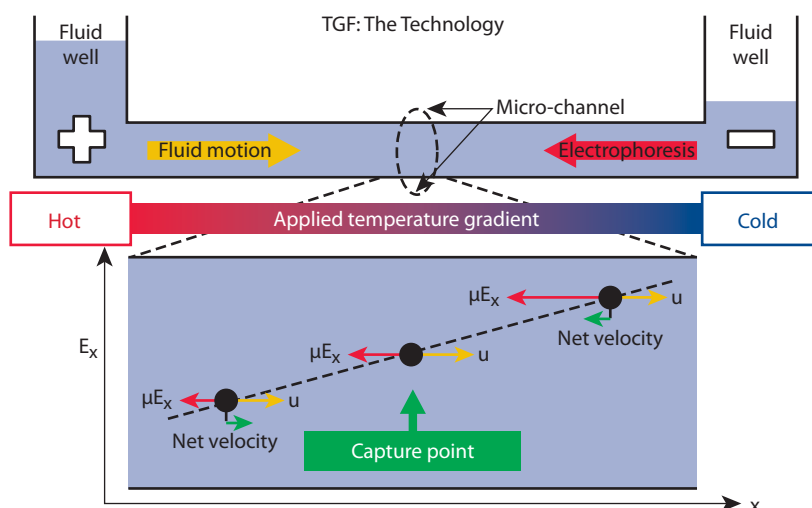 TGF: The Technology
Fluid
well
Fluid
well
Micro-channel
Fluid motion
Electrophoresis
Hot
Applied temperature gradient
Cold
μEₓ
u
Net velocity
Eₓ
μEₓ
u
μEₓ
u
Net velocity
Capture point
x